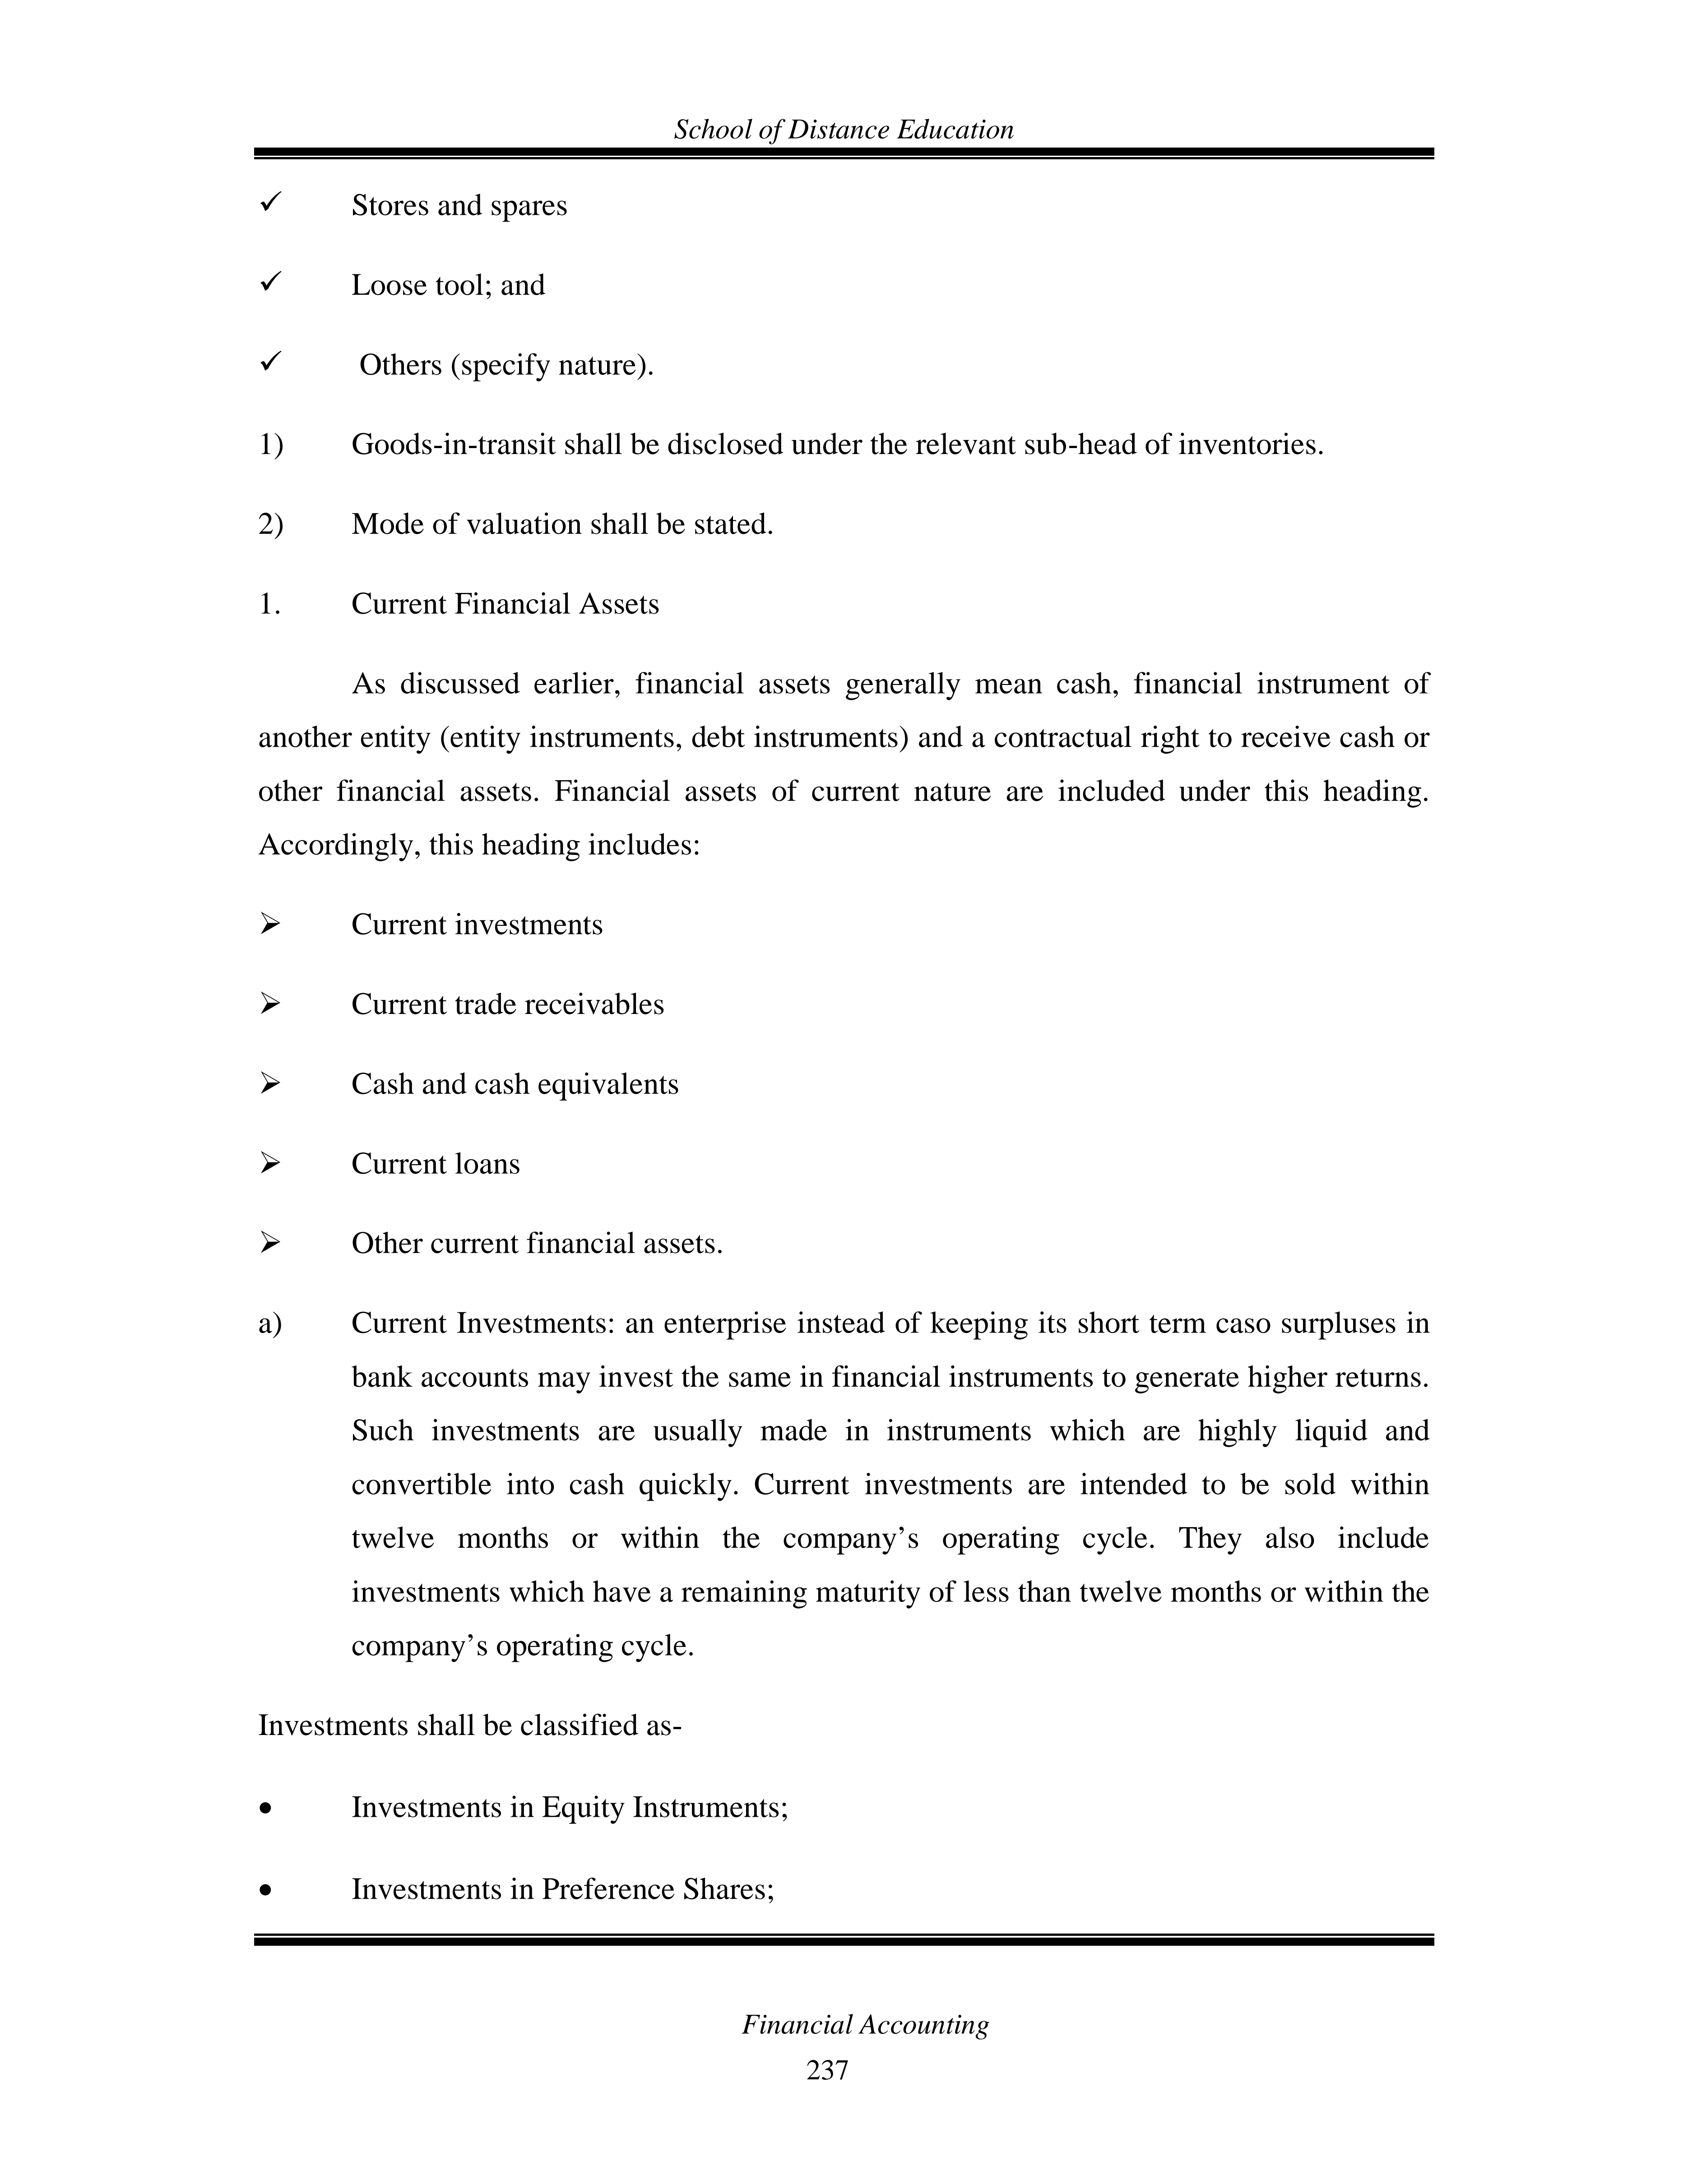 School of Distance Education
✓ Stores and spares
✓ Loose tool; and
✓ Others (specify nature).
1) Goods-in-transit shall be disclosed under the relevant sub-head of inventories.
2) Mode of valuation shall be stated.
1. Current Financial Assets
As discussed earlier, financial assets generally mean cash, financial instrument of
another entity (entity instruments, debt instruments) and a contractual right to receive cash or
other financial assets. Financial assets of current nature are included under this heading.
Accordingly, this heading includes:
➢ Current investments
➢ Current trade receivables
➢ Cash and cash equivalents
➢ Current loans
➢ Other current financial assets.
a) Current Investments: an enterprise instead of keeping its short term caso surpluses in
bank accounts may invest the same in financial instruments to generate higher returns.
Such investments are usually made in instruments which are highly liquid and
convertible into cash quickly. Current investments are intended to be sold within
twelve months or within the company’s operating cycle. They also include
investments which have a remaining maturity of less than twelve months or within the
company’s operating cycle.
Investments shall be classified as-
• Investments in Equity Instruments;
• Investments in Preference Shares;
Financial Accounting
237